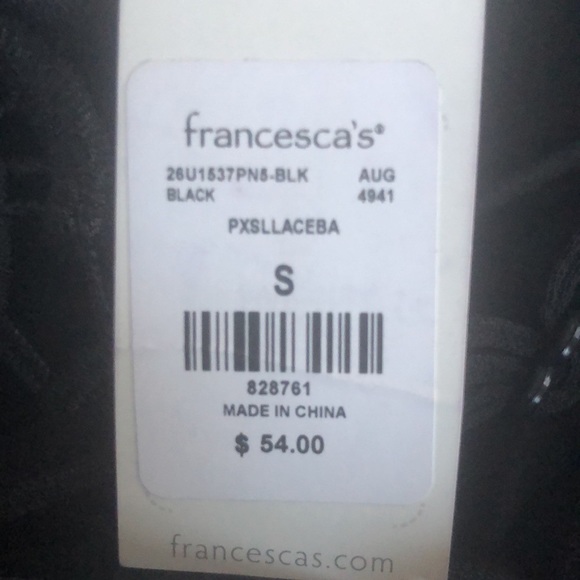 francesca's®
26U1537PN5-BLK AUG
BLACK 4941
PXSLLACEBA
S
828761
MADE IN CHINA
$ 54.00
francescas.com